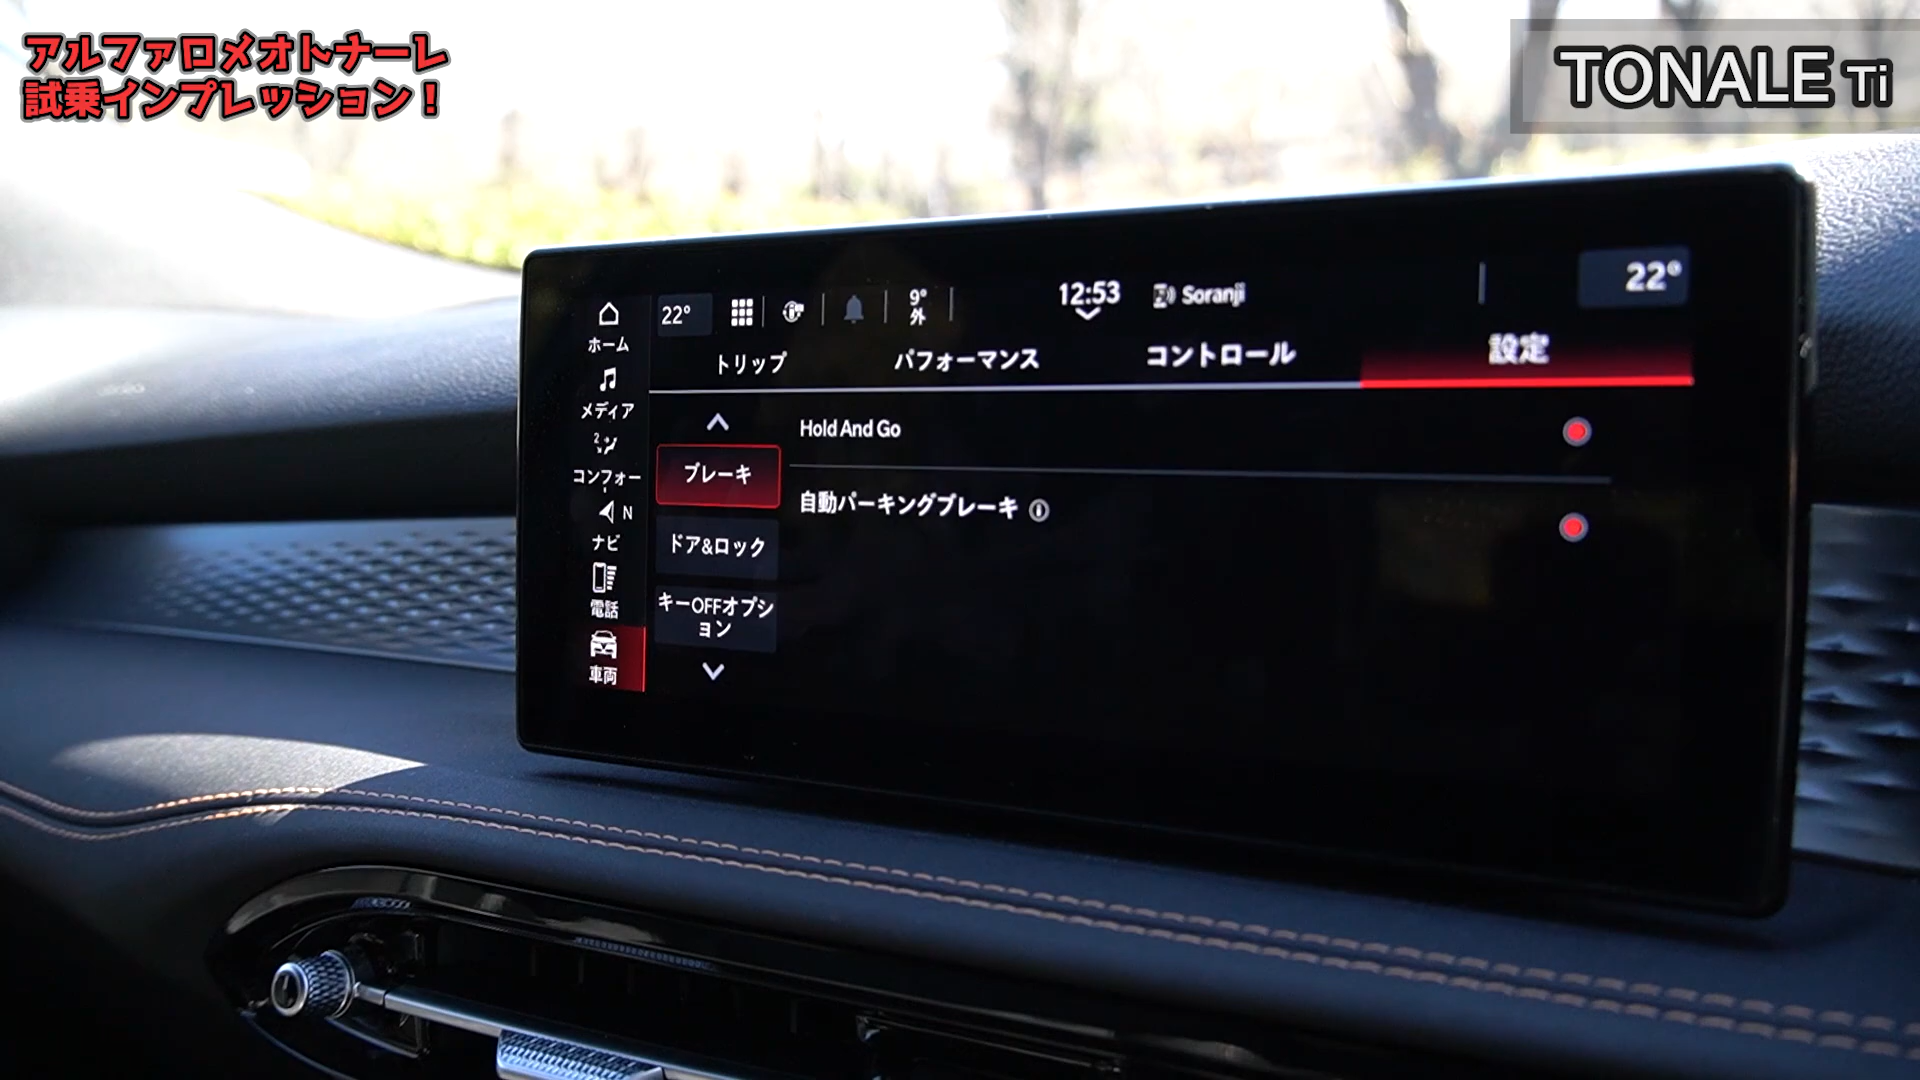 アルファロメオトナーレ
試乗インプレッション!
TONALE Ti
22°
9°
外
12:53
Soranji
22°
ホーム
メディア
2
コンフォー
N
ナビ
電話
車両
トリップ
パフォーマンス
コントロール
設定
ブレーキ
ドア&ロック
キーOFFオプシ
ョン
Hold And Go
自動パーキングブレーキ